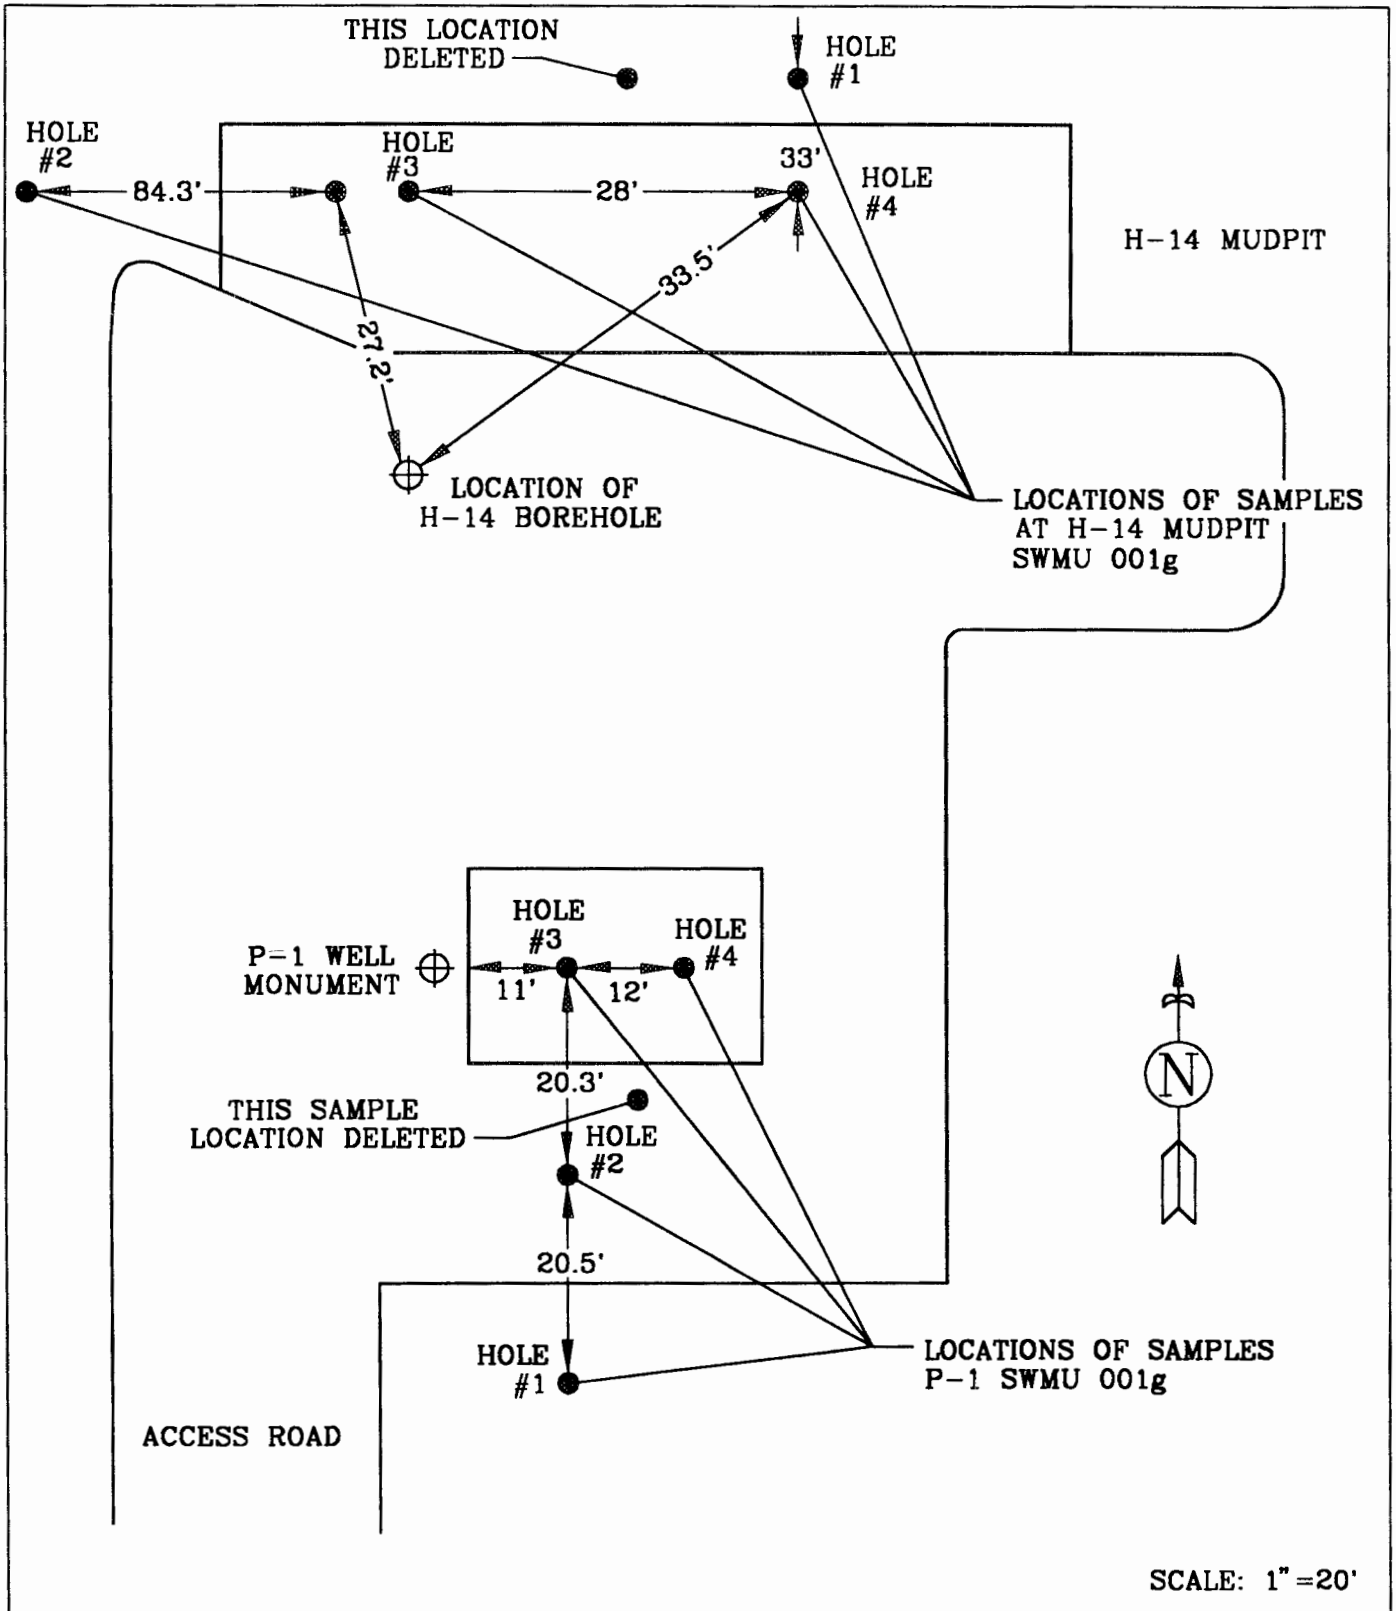 THIS LOCATION
DELETED
HOLE
#1
HOLE
#2
HOLE
#3
33'
HOLE
#4
84.3'
28'
H-14 MUDPIT
33.5'
27.2'
LOCATION OF
H-14 BOREHOLE
LOCATIONS OF SAMPLES
AT H-14 MUDPIT
SWMU 001g
HOLE
#3
HOLE
#4
P-1 WELL
MONUMENT
11'
12'
20.3'
THIS SAMPLE
LOCATION DELETED
HOLE
#2
N
20.5'
HOLE
#1
LOCATIONS OF SAMPLES
P-1 SWMU 001g
ACCESS ROAD
SCALE: 1"=20'